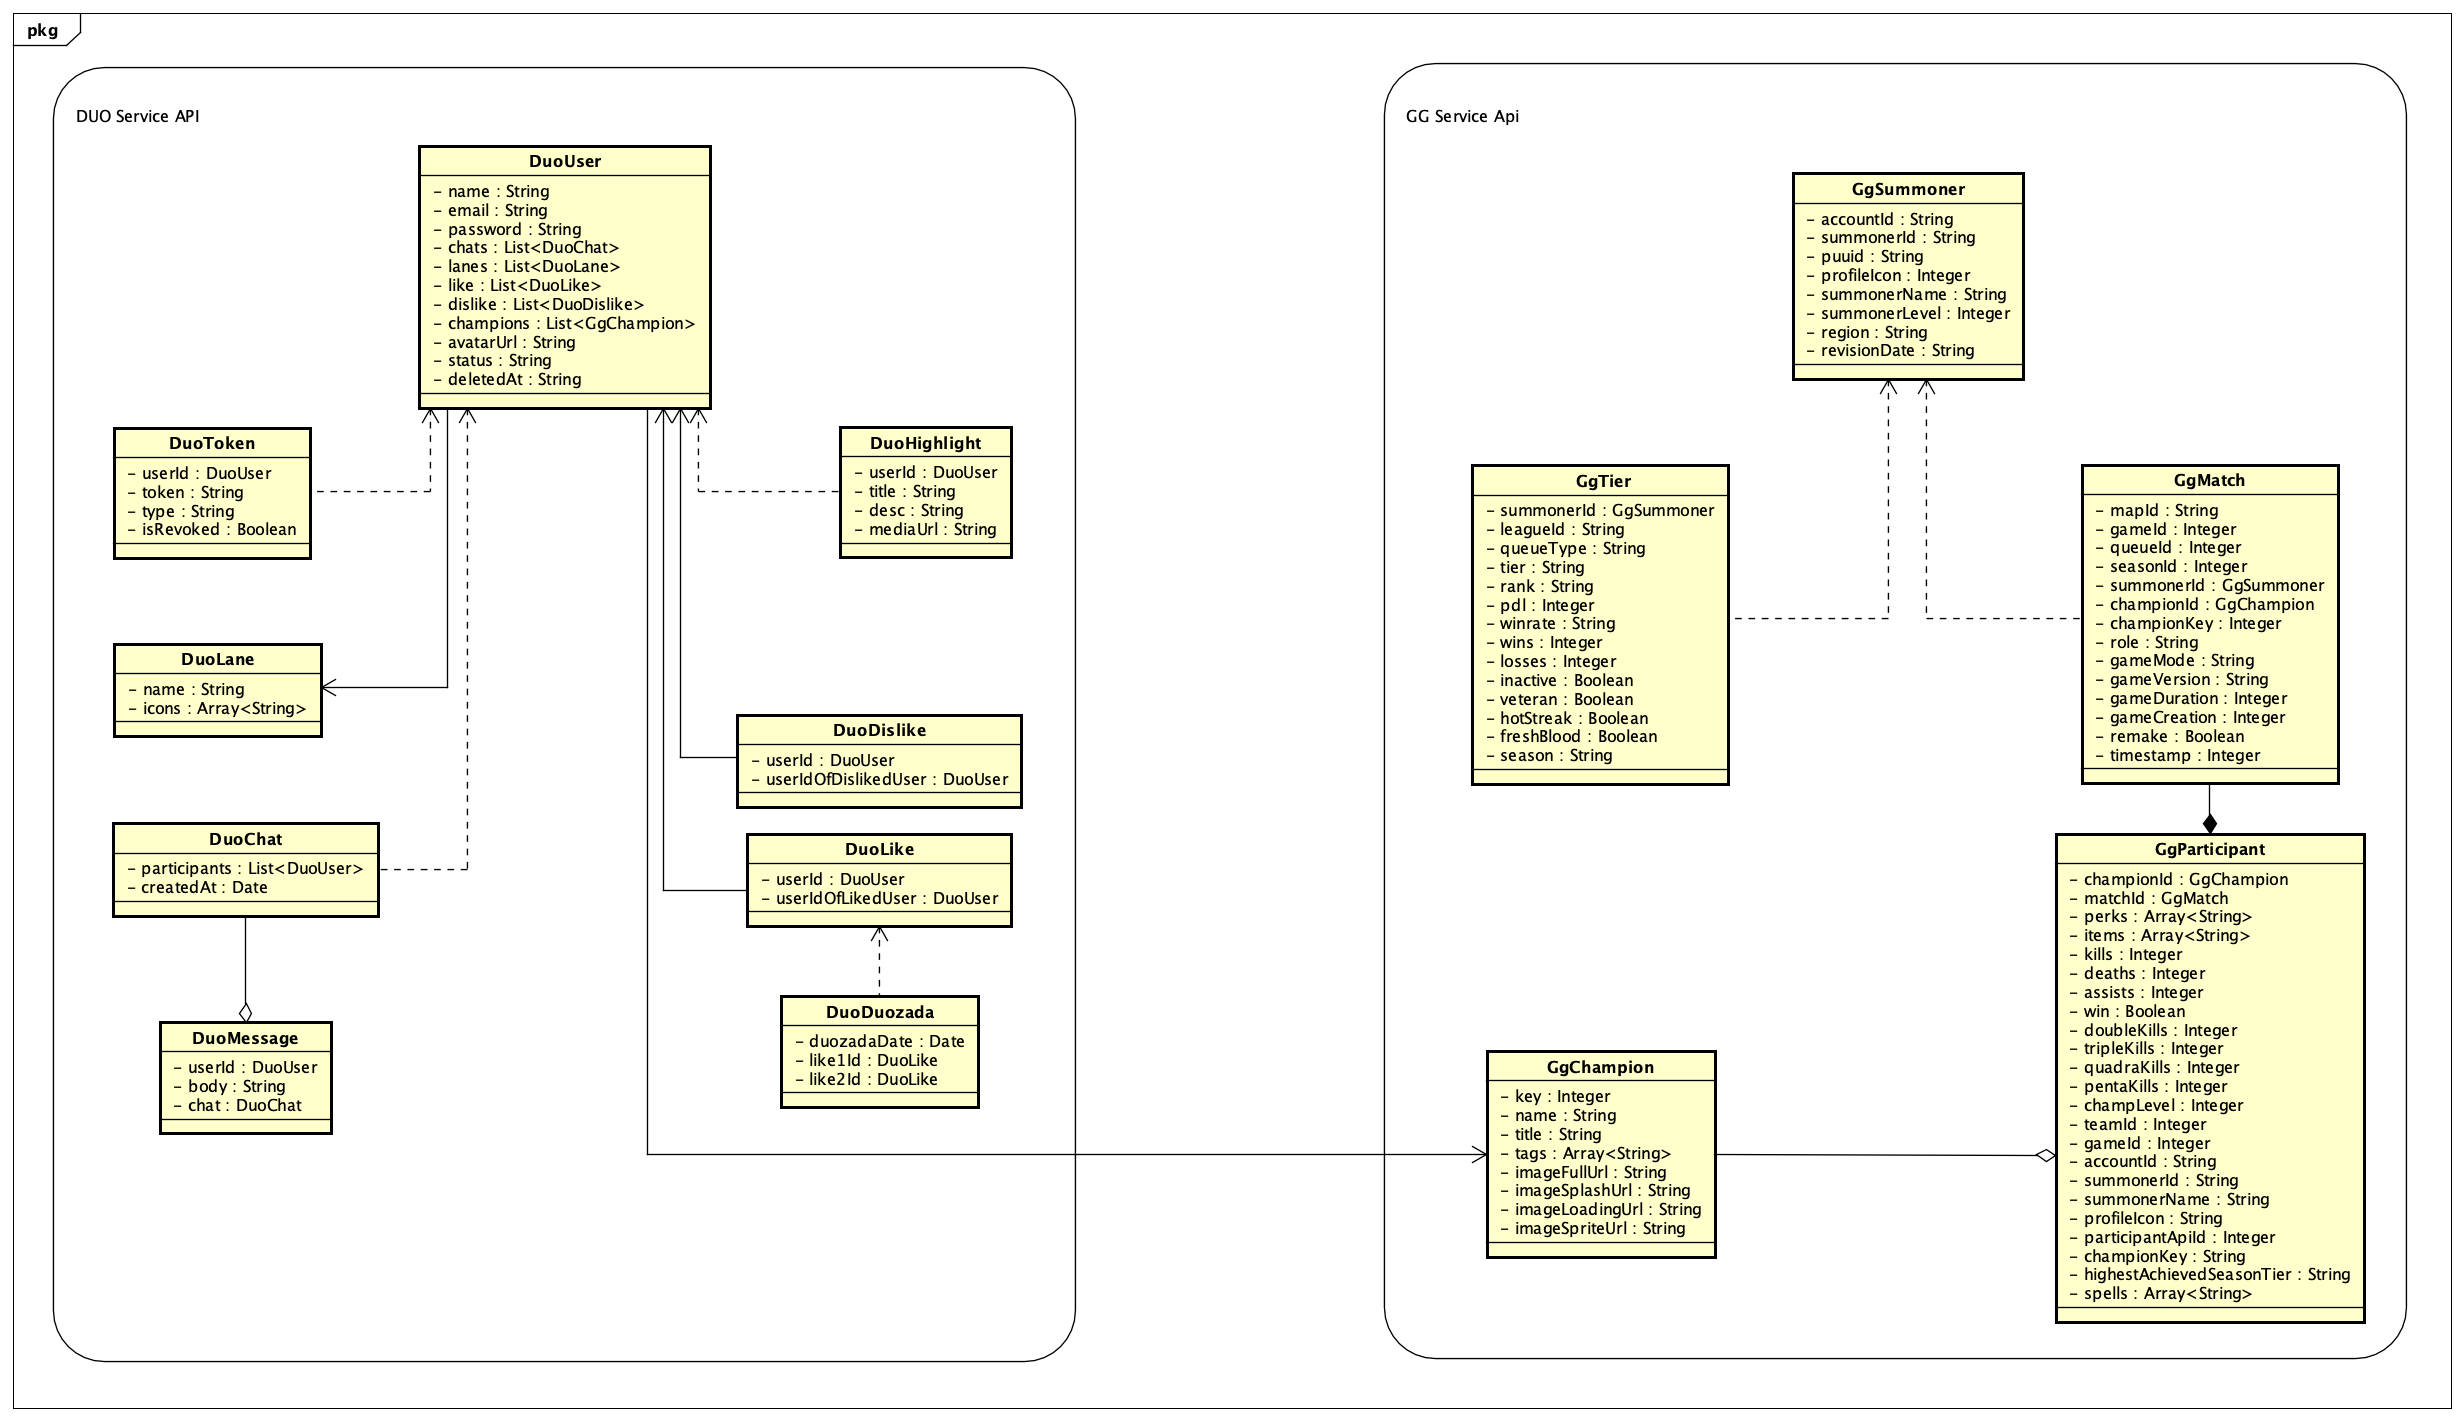 pkg
DUO Service API
DuoUser
- name : String
- email : String
- password : String
- chats : List<DuoChat>
- lanes : List<DuoLane>
- like : List<DuoLike>
- dislike : List<DuoDislike>
- champions : List<GgChampion>
- avatarUrl : String
- status : String
- deletedAt : String
DuoToken
- userId : DuoUser
- token : String
- type : String
- isRevoked : Boolean
DuoHighlight
- userId : DuoUser
- title : String
- desc : String
- mediaUrl : String
DuoLane
- name : String
- icons : Array<String>
DuoDislike
- userId : DuoUser
- userIdOfDislikedUser : DuoUser
DuoChat
- participants : List<DuoUser>
- createdAt : Date
DuoLike
- userId : DuoUser
- userIdOfLikedUser : DuoUser
DuoMessage
- userId : DuoUser
- body : String
- chat : DuoChat
DuoDuozada
- duozadaDate : Date
- like1Id : DuoLike
- like2Id : DuoLike
GG Service Api
GgSummoner
- accountId : String
- summonerId : String
- puuid : String
- profileIcon : Integer
- summonerName : String
- summonerLevel : Integer
- region : String
- revisionDate : String
GgTier
- summonerId : GgSummoner
- leagueId : String
- queueType : String
- tier : String
- rank : String
- pdl : Integer
- winrate : String
- wins : Integer
- losses : Integer
- inactive : Boolean
- veteran : Boolean
- hotStreak : Boolean
- freshBlood : Boolean
- season : String
GgMatch
- mapId : String
- gameId : Integer
- queueId : Integer
- seasonId : Integer
- summonerId : GgSummoner
- championId : GgChampion
- championKey : Integer
- role : String
- gameMode : String
- gameVersion : String
- gameDuration : Integer
- gameCreation : Integer
- remake : Boolean
- timestamp : Integer
GgChampion
- key : Integer
- name : String
- title : String
- tags : Array<String>
- imageFullUrl : String
- imageSplashUrl : String
- imageLoadingUrl : String
- imageSpriteUrl : String
GgParticipant
- championId : GgChampion
- matchId : GgMatch
- perks : Array<String>
- items : Array<String>
- kills : Integer
- deaths : Integer
- assists : Integer
- win : Boolean
- doubleKills : Integer
- tripleKills : Integer
- quadraKills : Integer
- pentaKills : Integer
- champLevel : Integer
- teamId : Integer
- gameId : Integer
- accountId : String
- summonerId : String
- summonerName : String
- profileIcon : String
- participantApiId : Integer
- championKey : String
- highestAchievedSeasonTier : String
- spells : Array<String>